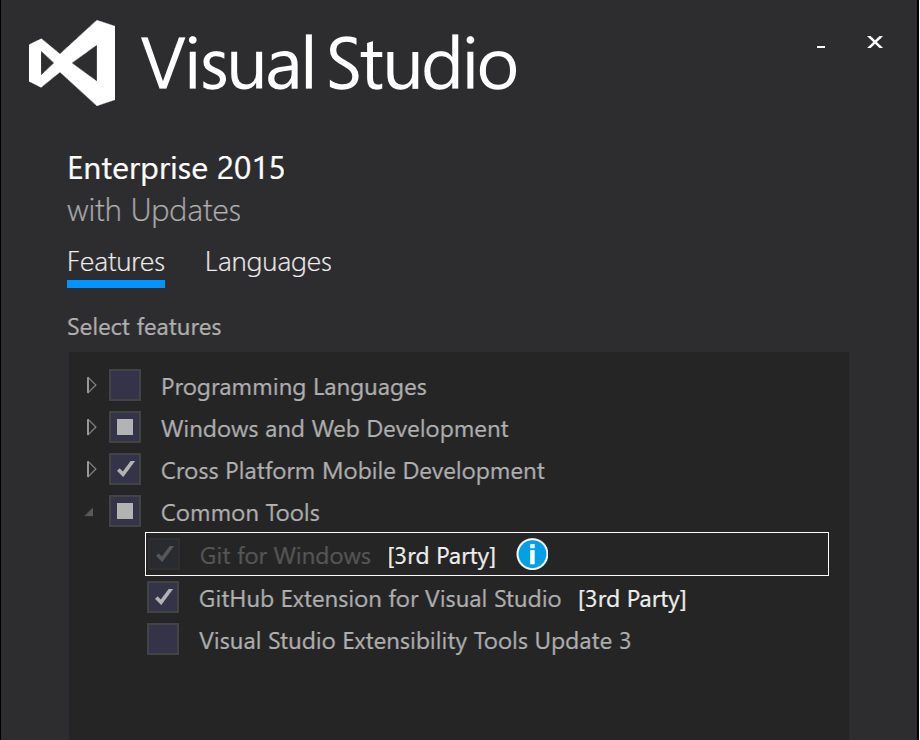 Visual Studio
Enterprise 2015
with Updates
Features Languages
Select features
Programming Languages
Windows and Web Development
Cross Platform Mobile Development
Common Tools
Git for Windows [3rd Party]
GitHub Extension for Visual Studio [3rd Party]
Visual Studio Extensibility Tools Update 3